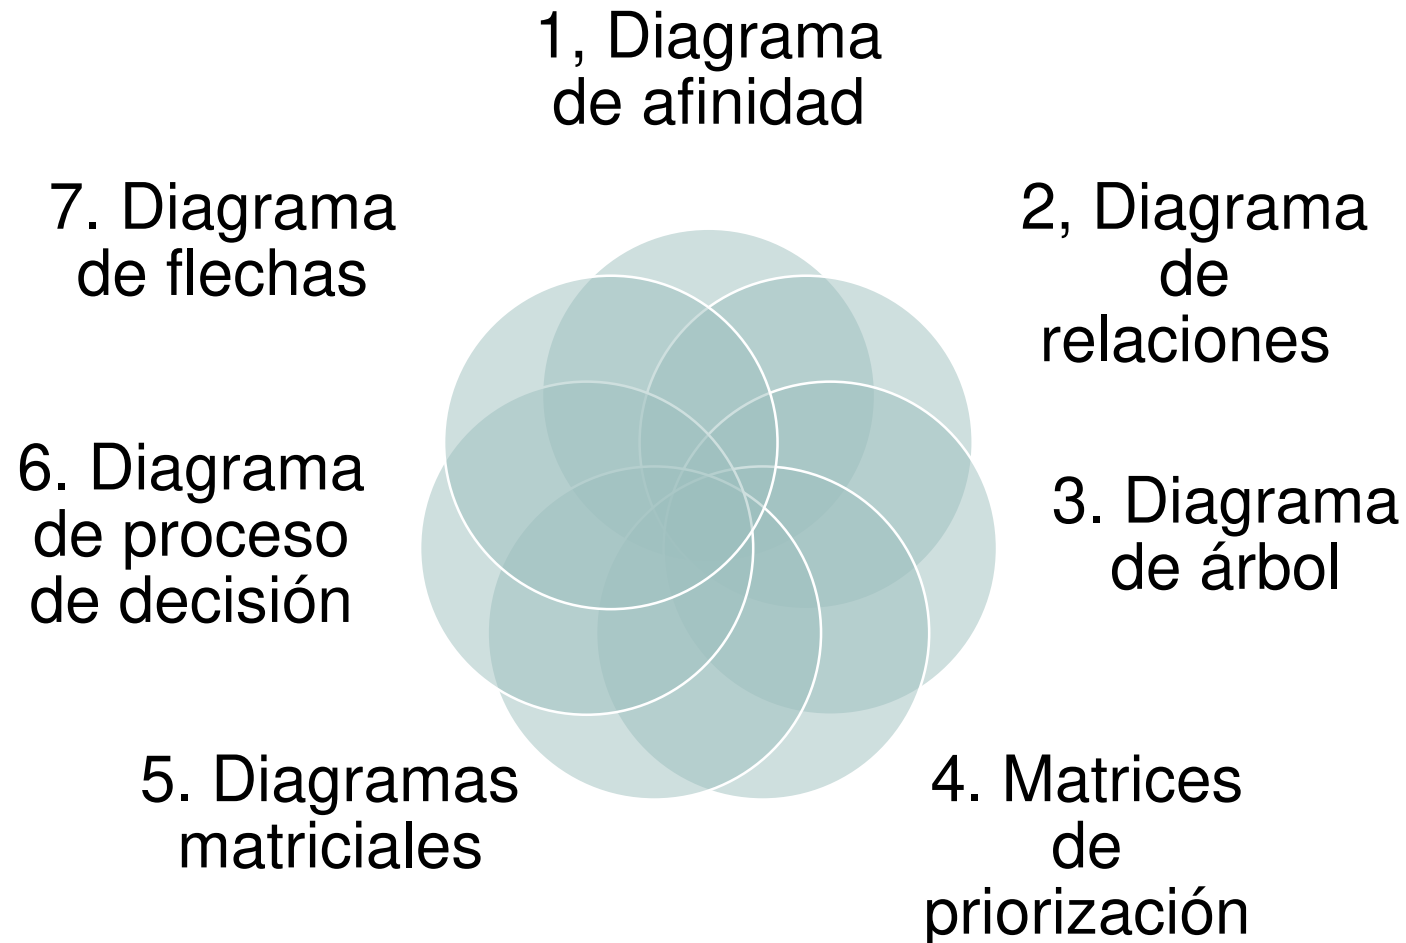 1, Diagrama
de afinidad
2, Diagrama
de
relaciones
3. Diagrama
de árbol
4. Matrices
de
priorización
5. Diagramas
matriciales
6. Diagrama
de proceso
de decisión
7. Diagrama
de flechas